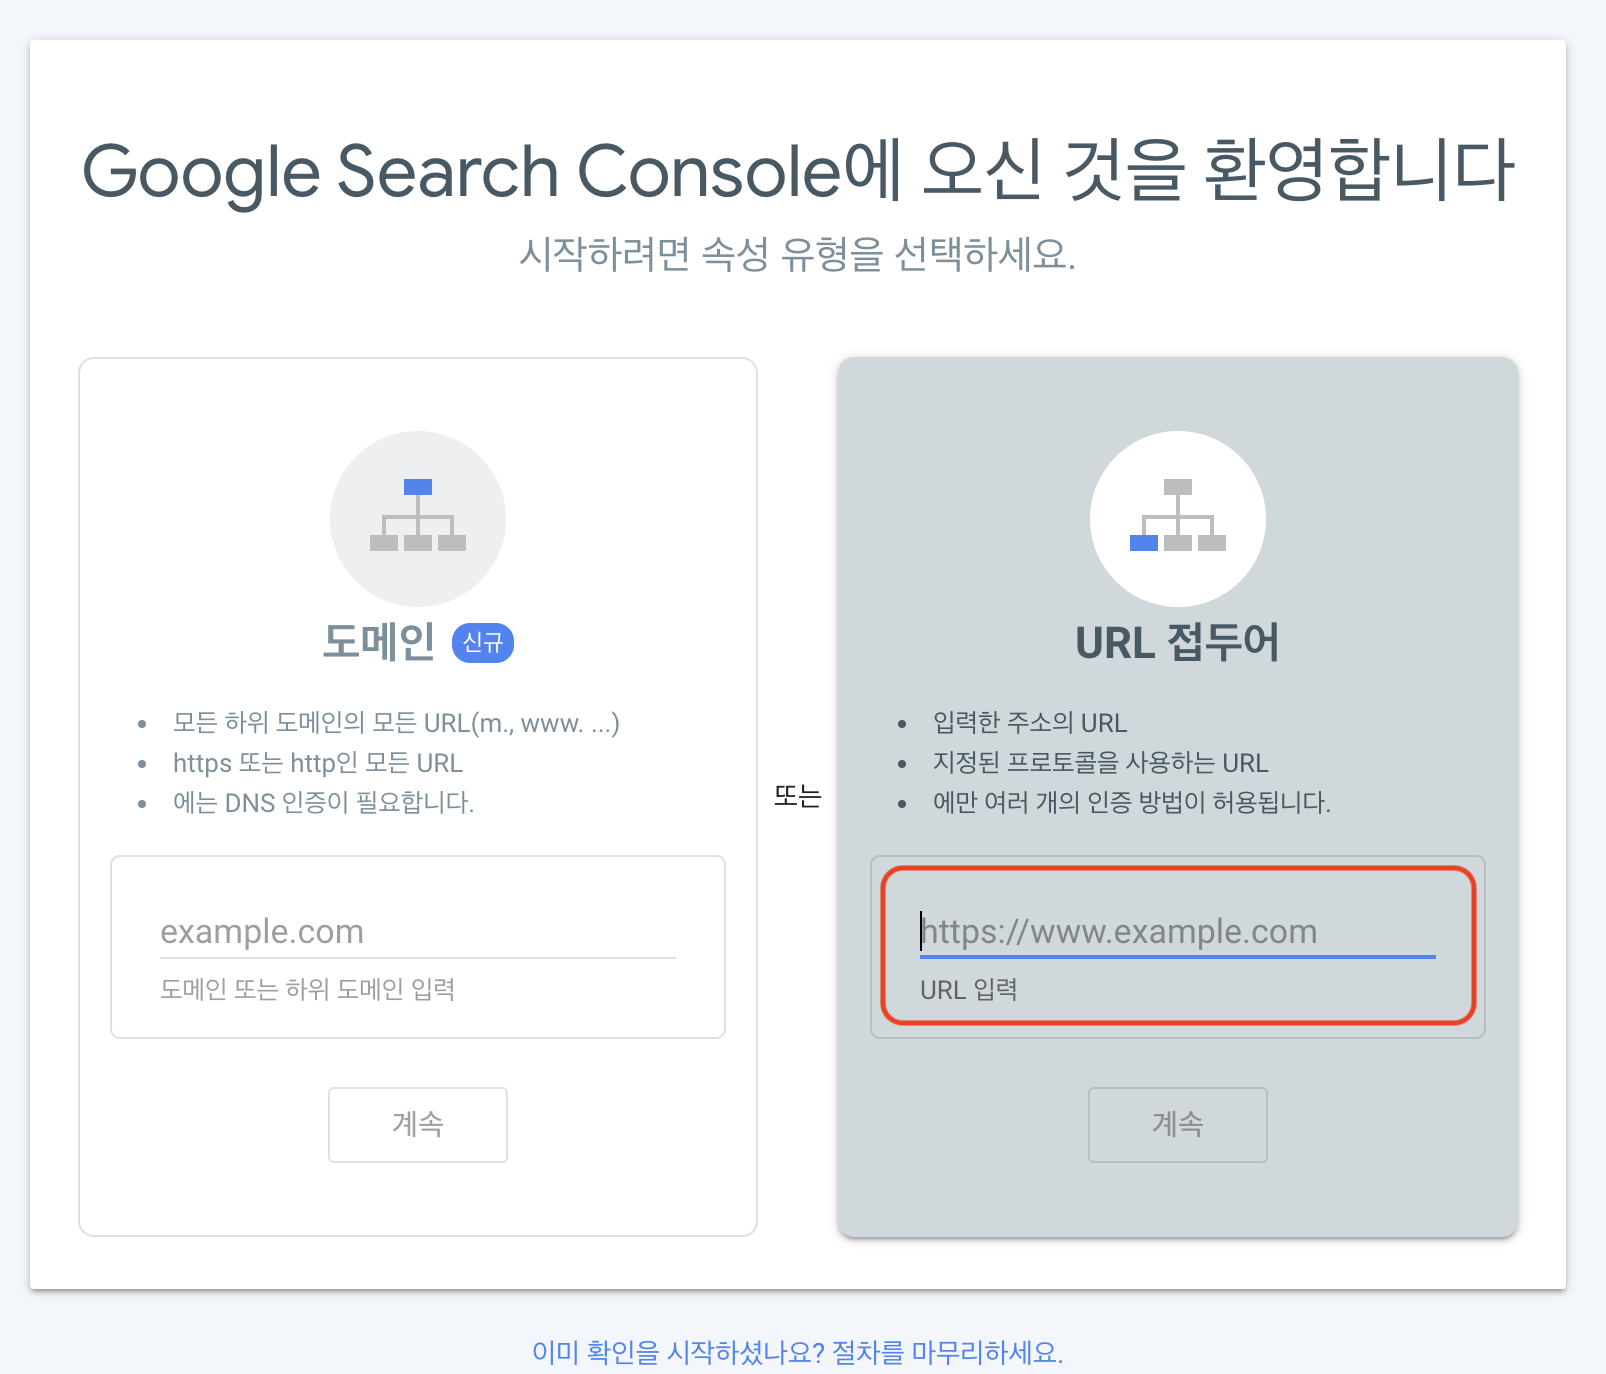 Google Search Console에 오신 것을 환영합니다
시작하려면 속성 유형을 선택하세요.
도메인 신규
• 모든 하위 도메인의 모든 URL(m., www. ...)
• https 또는 http인 모든 URL
• 에는 DNS 인증이 필요합니다.
example.com
도메인 또는 하위 도메인 입력
계속
또는
URL 접두어
• 입력한 주소의 URL
• 지정된 프로토콜을 사용하는 URL
• 에만 여러 개의 인증 방법이 허용됩니다.
https://www.example.com
URL 입력
계속
이미 확인을 시작하셨나요? 절차를 마무리하세요.